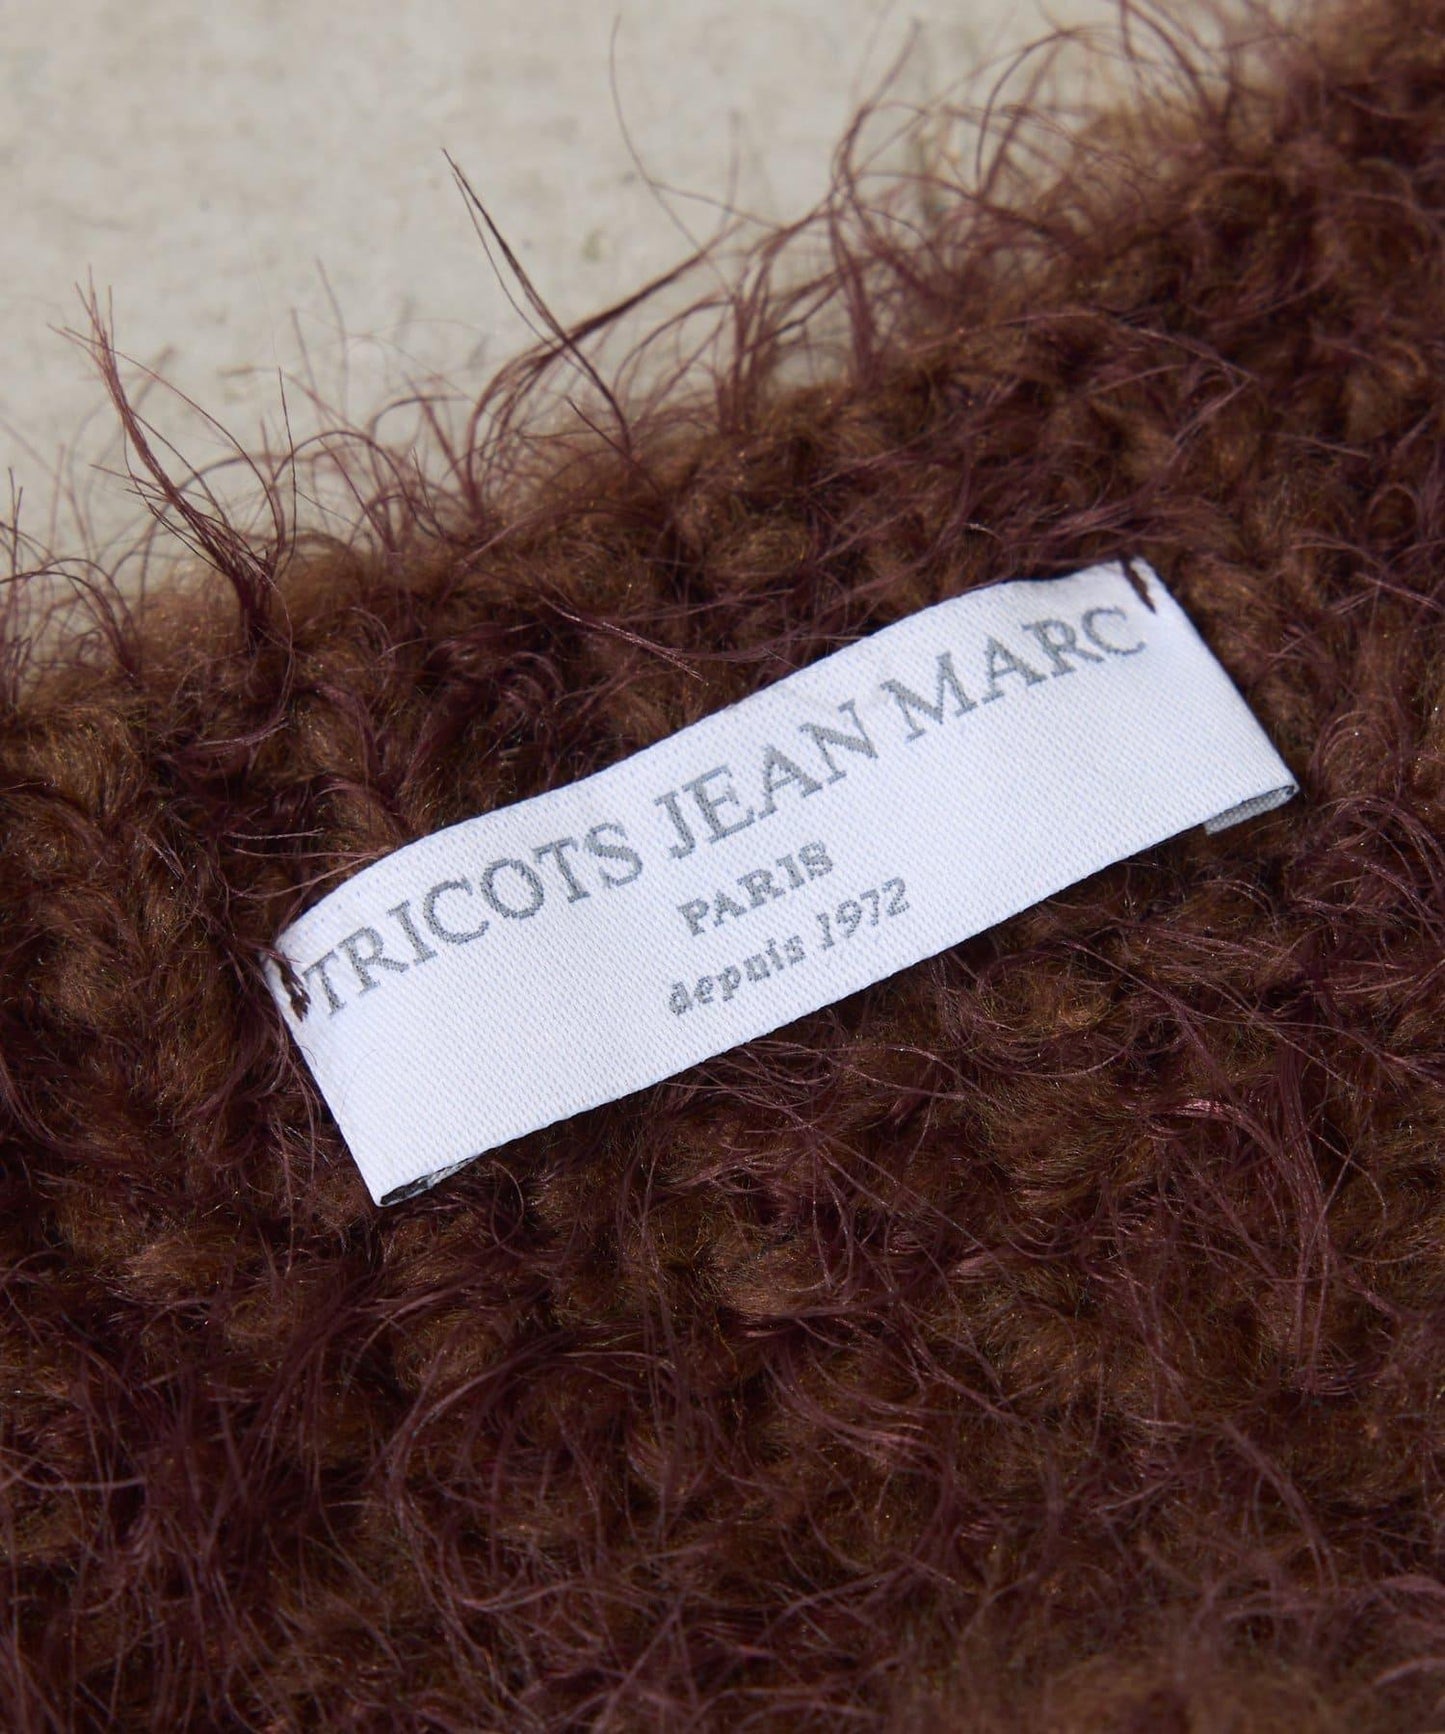 TRICOTS JEAN MARC
PARIS
depuis 1972